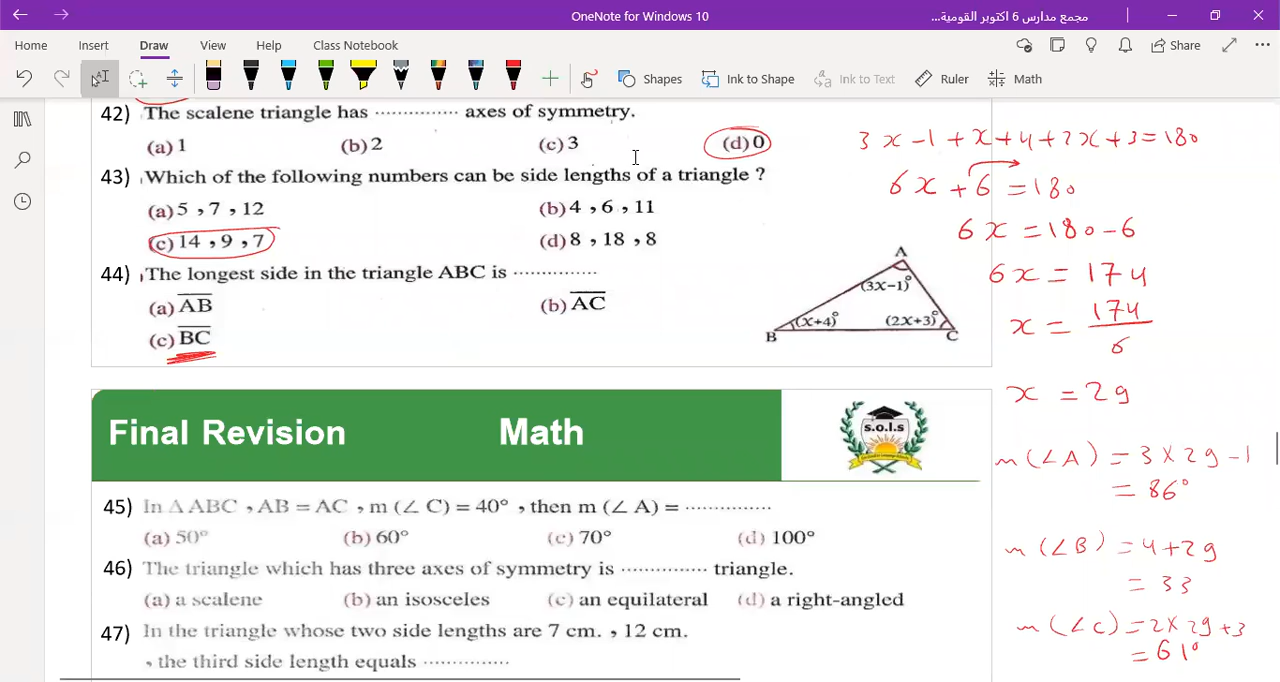 OneNote for Windows 10
مجمع مدارس 6 اكتوبر القومية...
Home Insert Draw View Help Class Notebook Share
Shapes Ink to Shape Ink to Text Ruler Math
42) The scalene triangle has ·············· axes of symmetry.
(a) 1 (b) 2 (c) 3 (d) 0
43) Which of the following numbers can be side lengths of a triangle ?
(a) 5 , 7 , 12 (b) 4 , 6 , 11
(c) 14 , 9 , 7 (d) 8 , 18 , 8
44) The longest side in the triangle ABC is ··············
(a) A̅B̅ (b) A̅C̅
(c) B̅C̅
A
(3X−1)°
(X+4)° (2X+3)°
B C
3x-1+x+4+2x+3=180
6x+6=180
6x=180-6
6x=174
x=174/6
x=29
m(∠A)=3×29-1
=86°
m(∠B)=4+29
=33
m(∠C)=2×29+3
=61°
Final Revision Math
s.o.l.s
45) In Δ ABC , AB = AC , m (∠ C) = 40° , then m (∠ A) = ··············
(a) 50° (b) 60° (c) 70° (d) 100°
46) The triangle which has three axes of symmetry is ·············· triangle.
(a) a scalene (b) an isosceles (c) an equilateral (d) a right-angled
47) In the triangle whose two side lengths are 7 cm. , 12 cm.
, the third side length equals ··············